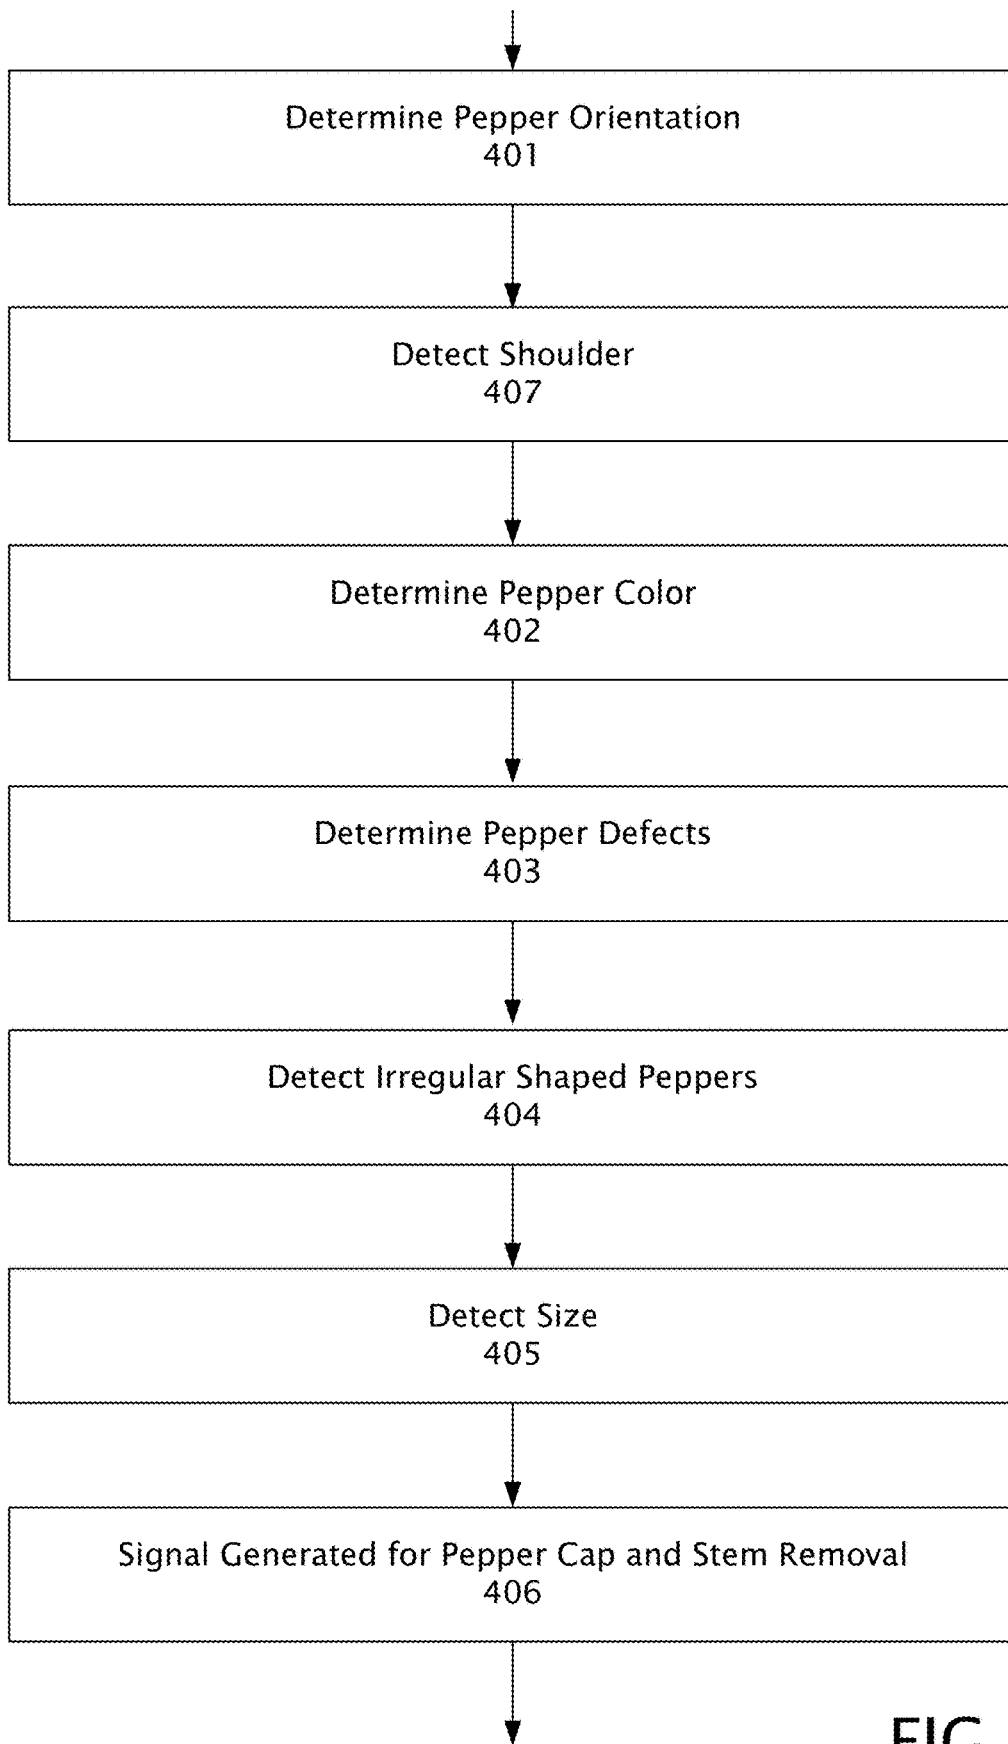 Determine Pepper Orientation
401
Detect Shoulder
407
Determine Pepper Color
402
Determine Pepper Defects
403
Detect Irregular Shaped Peppers
404
Detect Size
405
Signal Generated for Pepper Cap and Stem Removal
406
FIG